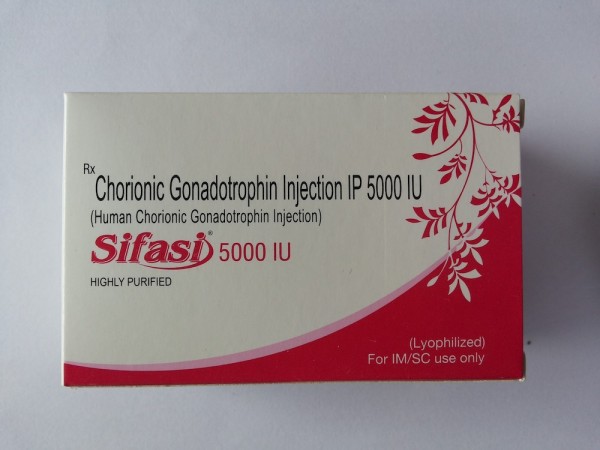 Rx Chorionic Gonadotrophin Injection IP 5000 IU
(Human Chorionic Gonadotrophin Injection)
Sifasi® 5000 IU
HIGHLY PURIFIED
(Lyophilized)
For IM/SC use only